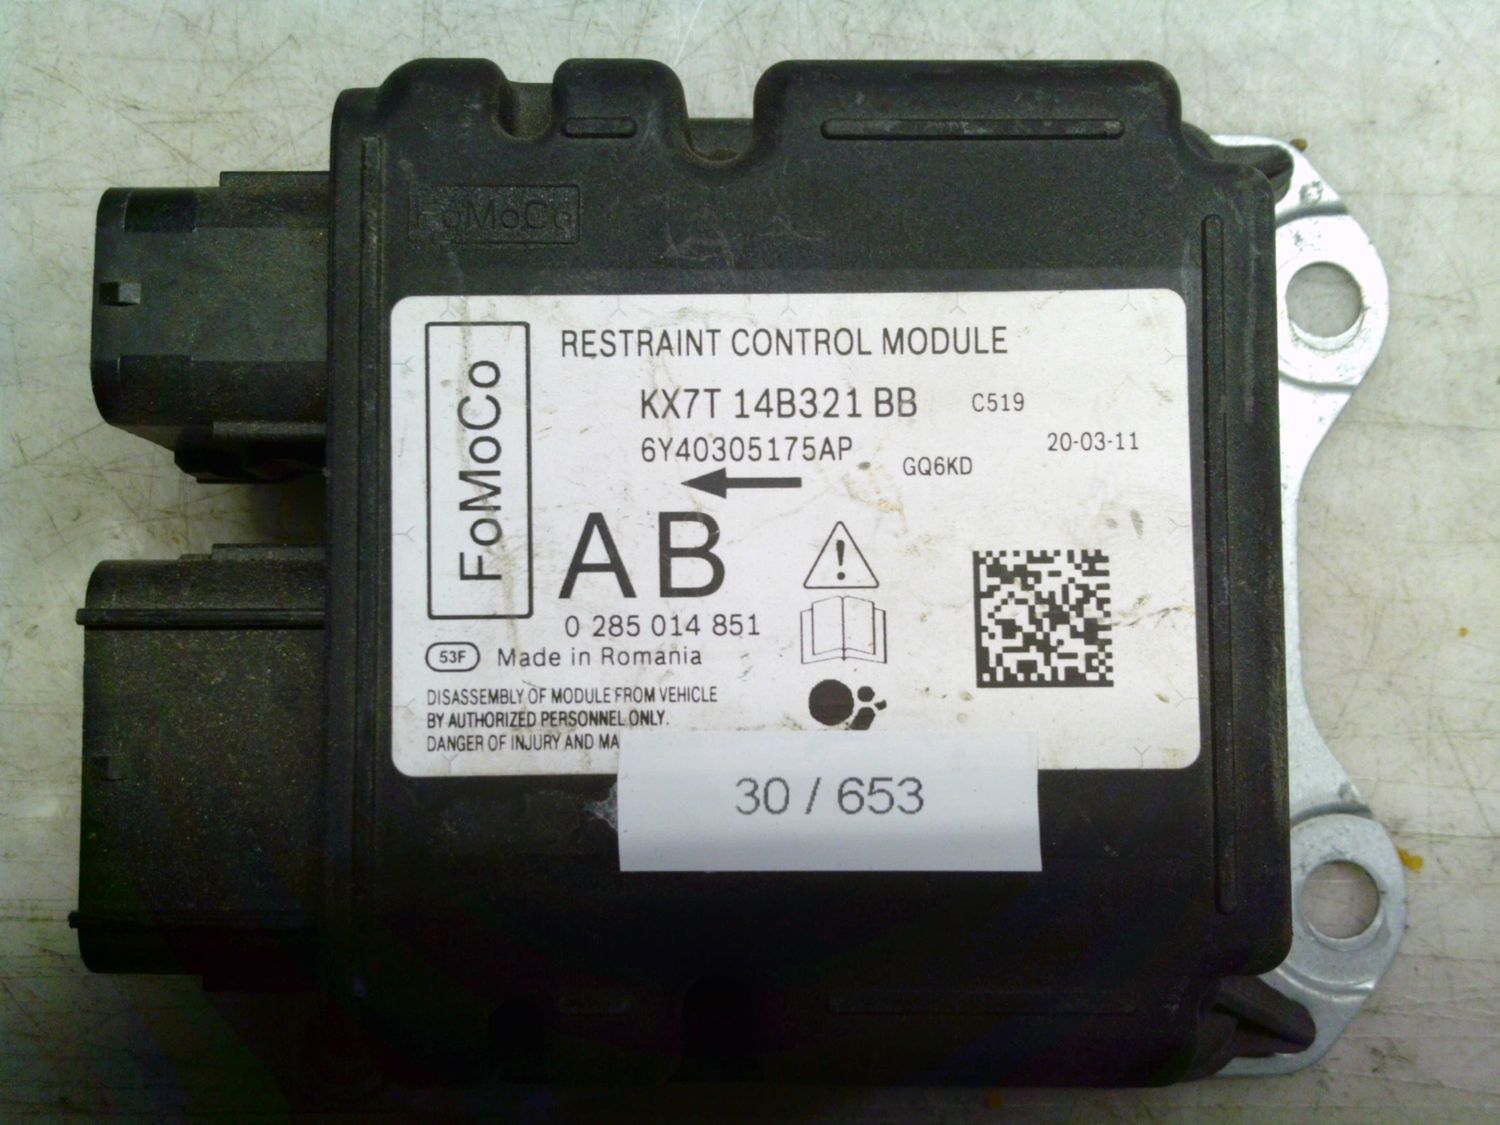 FoMoCo
FoMoCo
RESTRAINT CONTROL MODULE
KX7T 14B321 BB C519
6Y40305175AP
GQ6KD
20-03-11
AB
0 285 014 851
53F Made in Romania
DISASSEMBLY OF MODULE FROM VEHICLE
BY AUTHORIZED PERSONNEL ONLY.
DANGER OF INJURY AND MA
30 / 653